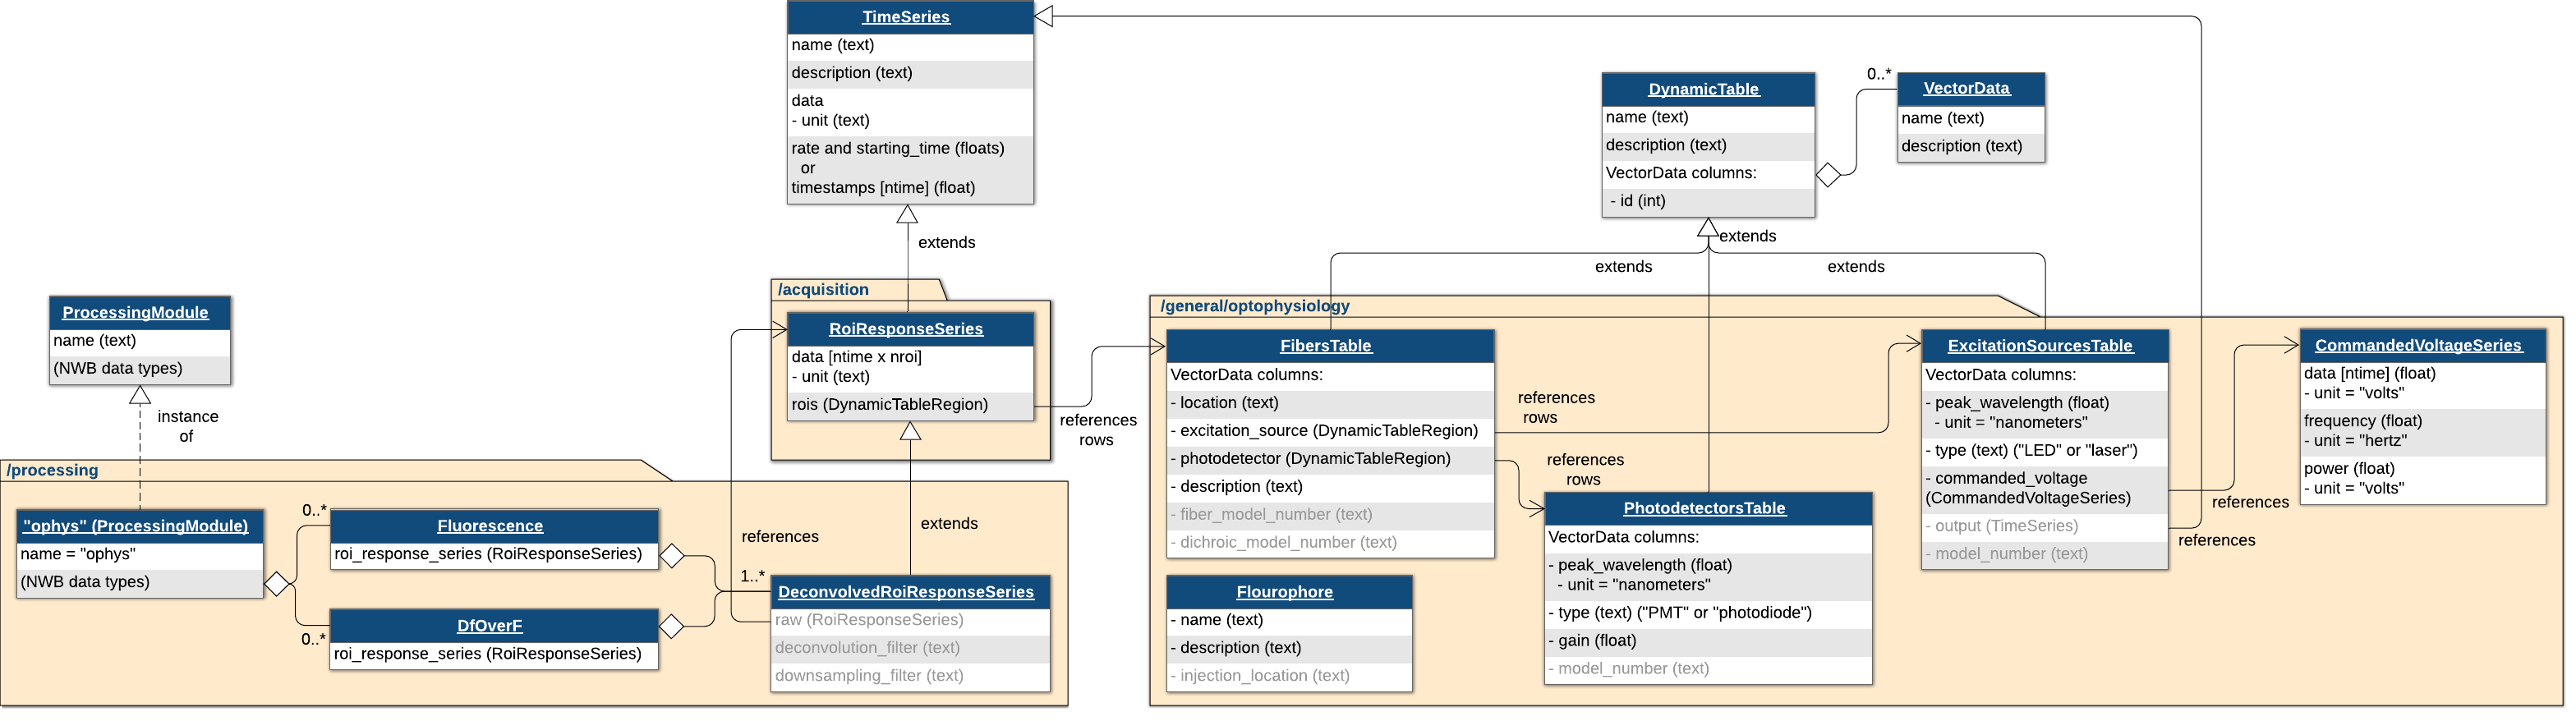 TimeSeries
name (text)
description (text)
data
- unit (text)
rate and starting_time (floats)
or
timestamps [ntime] (float)
extends
DynamicTable
name (text)
description (text)
VectorData columns:
- id (int)
0..*
VectorData
name (text)
description (text)
extends
extends
extends
ProcessingModule
name (text)
(NWB data types)
instance
of
/acquisition
RoiResponseSeries
data [ntime x nroi]
- unit (text)
rois (DynamicTableRegion)
references
rows
/processing
"ophys" (ProcessingModule)
name = "ophys"
(NWB data types)
0..*
0..*
Fluorescence
roi_response_series (RoiResponseSeries)
DfOverF
roi_response_series (RoiResponseSeries)
references
1..*
extends
DeconvolvedRoiResponseSeries
raw (RoiResponseSeries)
deconvolution_filter (text)
downsampling_filter (text)
/general/optophysiology
FibersTable
VectorData columns:
- location (text)
- excitation_source (DynamicTableRegion)
- photodetector (DynamicTableRegion)
- description (text)
- fiber_model_number (text)
- dichroic_model_number (text)
references
rows
references
rows
Flourophore
- name (text)
- description (text)
- injection_location (text)
PhotodetectorsTable
VectorData columns:
- peak_wavelength (float)
- unit = "nanometers"
- type (text) ("PMT" or "photodiode")
- gain (float)
- model_number (text)
ExcitationSourcesTable
VectorData columns:
- peak_wavelength (float)
- unit = "nanometers"
- type (text) ("LED" or "laser")
- commanded_voltage
(CommandedVoltageSeries)
- output (TimeSeries)
- model_number (text)
references
references
CommandedVoltageSeries
data [ntime] (float)
- unit = "volts"
frequency (float)
- unit = "hertz"
power (float)
- unit = "volts"